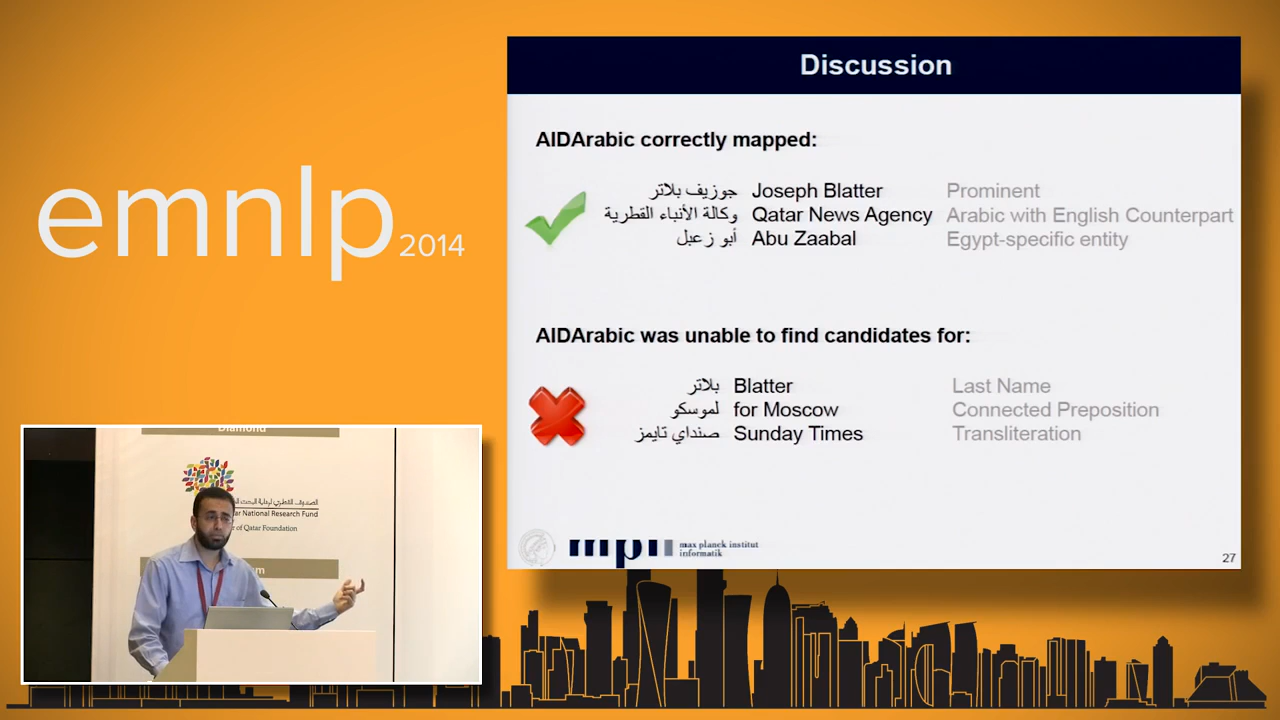 emnlp 2014
Discussion
AIDArabic correctly mapped:
جوزيف بلاتر Joseph Blatter Prominent
وكالة الأنباء القطرية Qatar News Agency Arabic with English Counterpart
أبو زعبل Abu Zaabal Egypt-specific entity
AIDArabic was unable to find candidates for:
بلاتر Blatter Last Name
لموسكو for Moscow Connected Preposition
صنداي تايمز Sunday Times Transliteration
mpii max planck institut
informatik
27
Diamond
National Research Fund
of Qatar Foundation